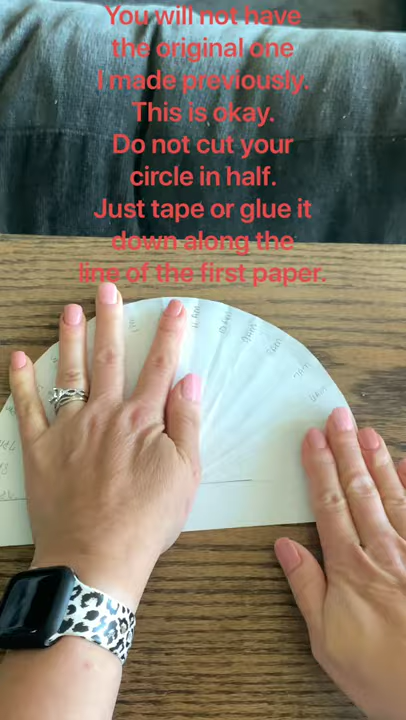 You will not have
the original one
I made previously.
This is okay.
Do not cut your
circle in half.
Just tape or glue it
down along the
line of the first paper.